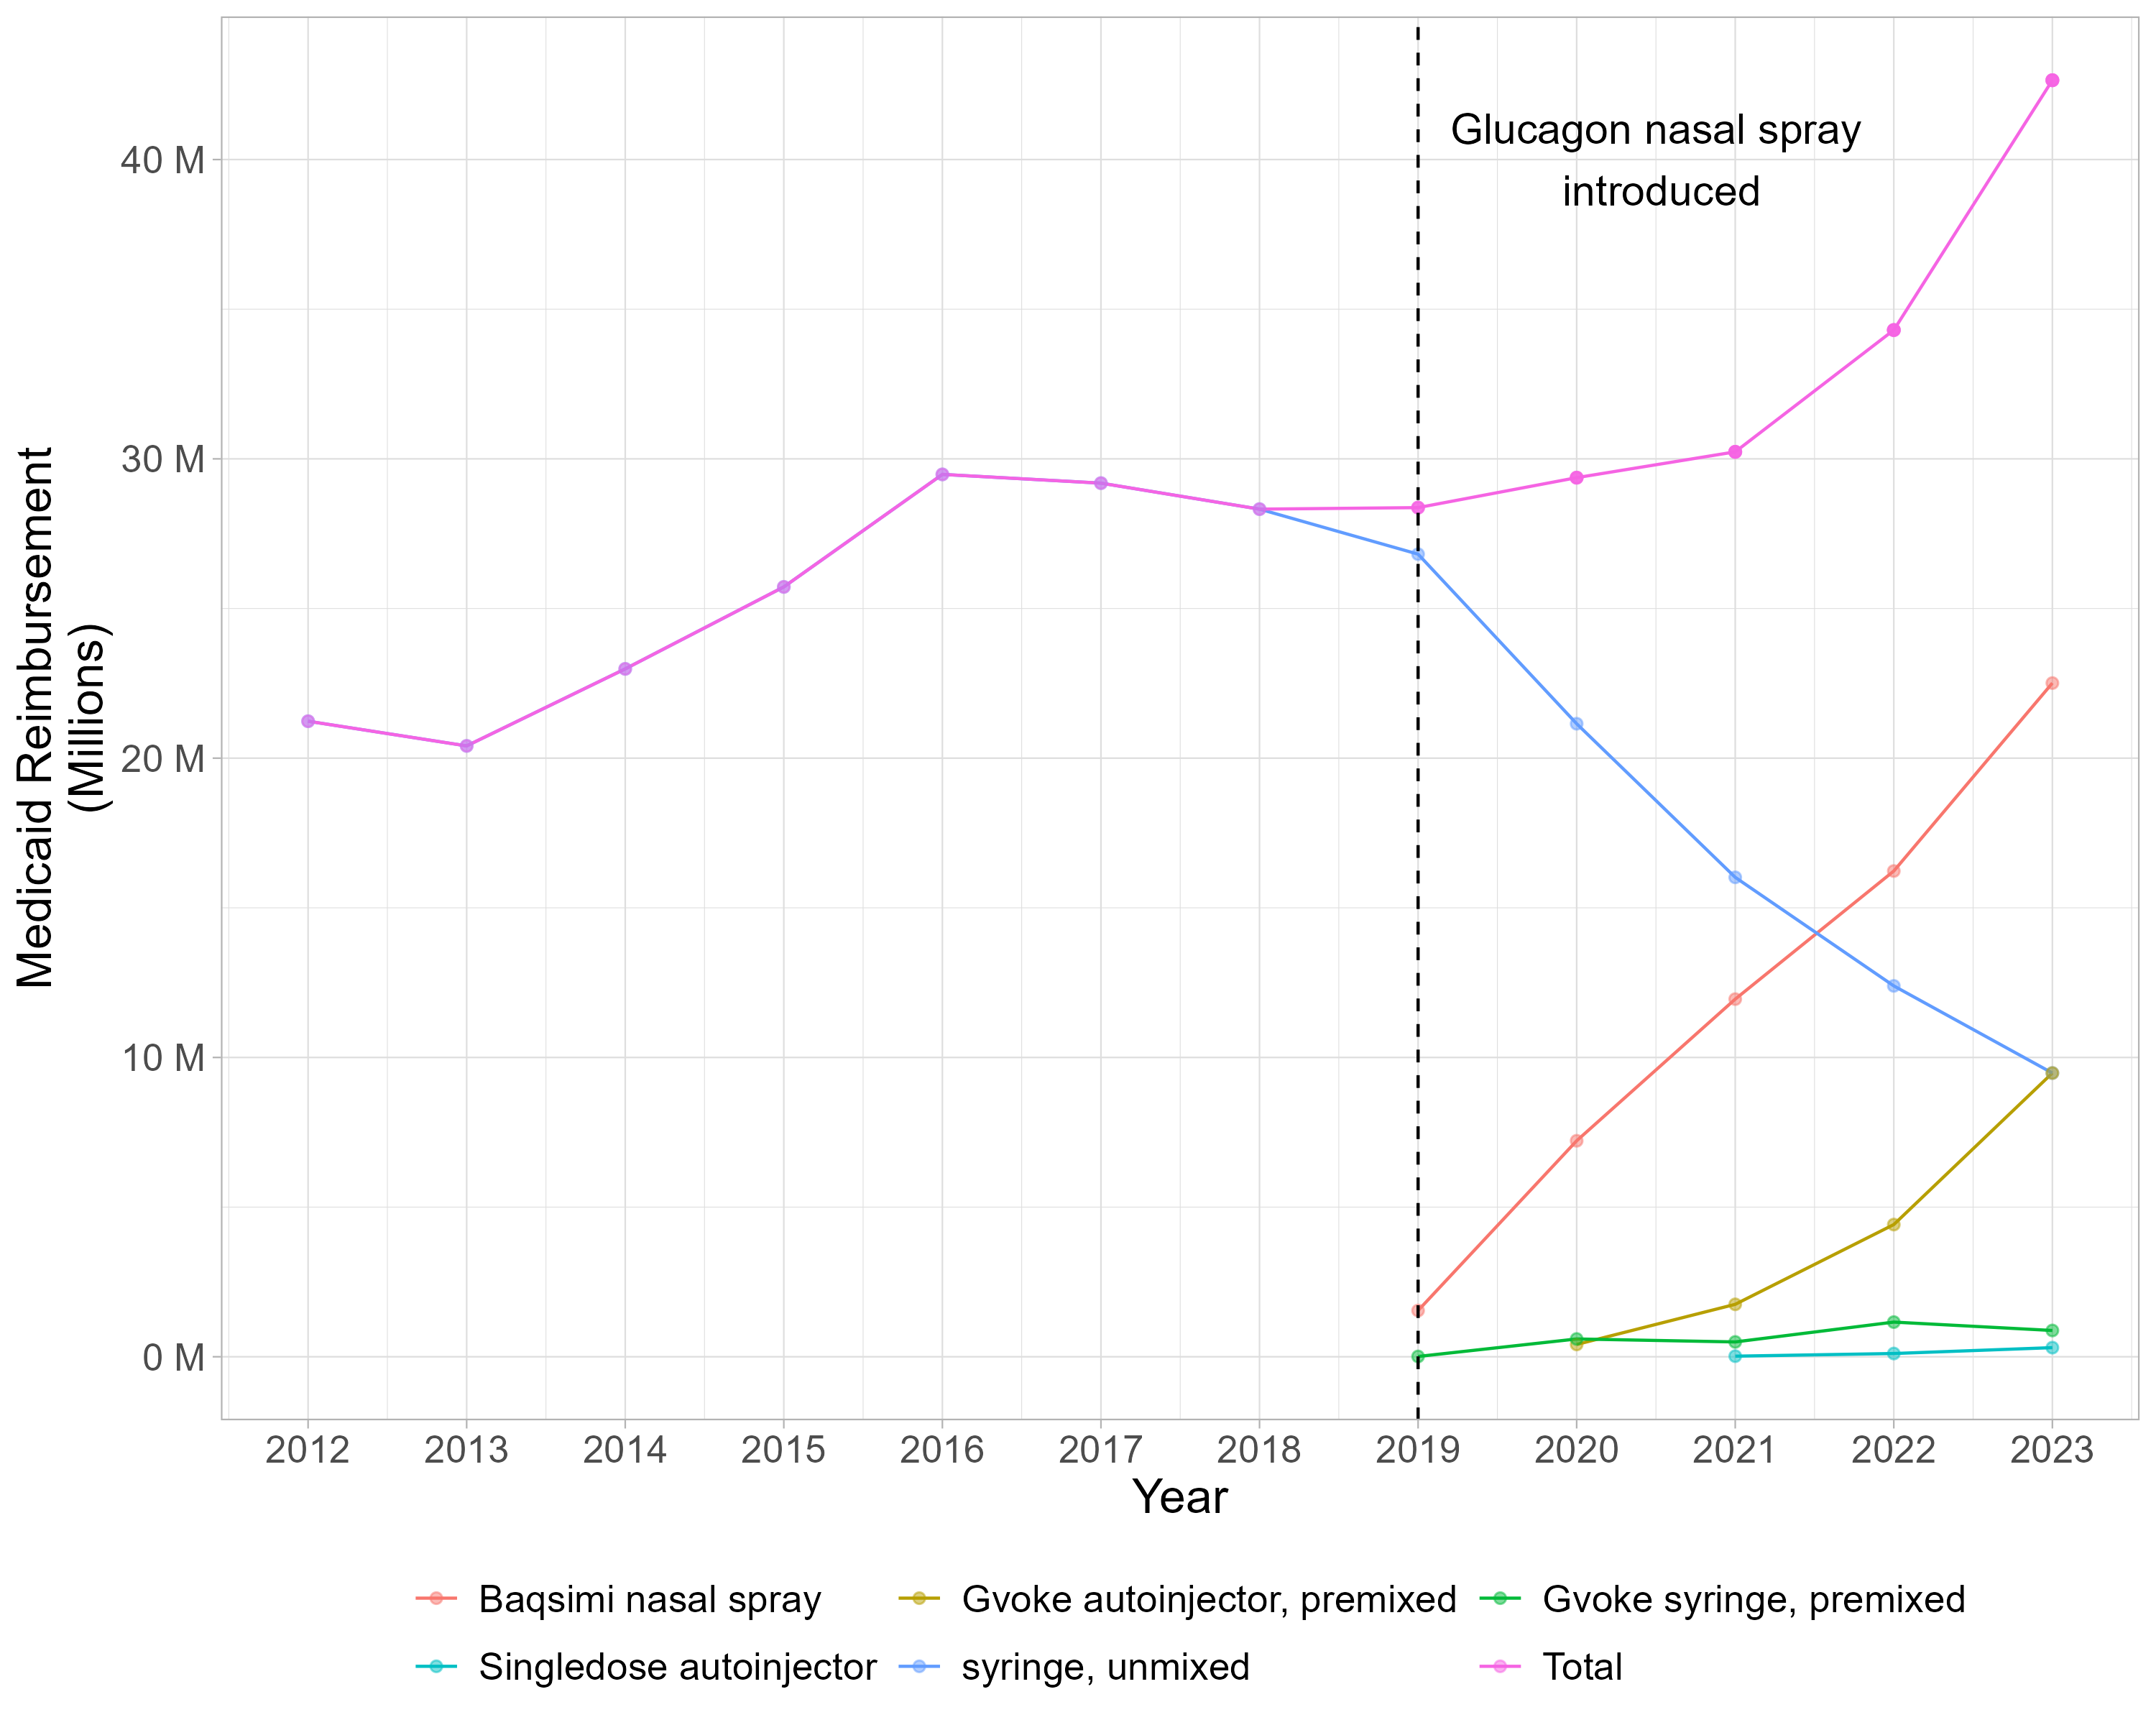 Glucagon nasal spray
introduced
40 M
30 M
20 M
10 M
0 M
Medicaid Reimbursement
(Millions)
2012 2013 2014 2015 2016 2017 2018 2019 2020 2021 2022 2023
Year
Baqsimi nasal spray Gvoke autoinjector, premixed Gvoke syringe, premixed
Singledose autoinjector syringe, unmixed Total